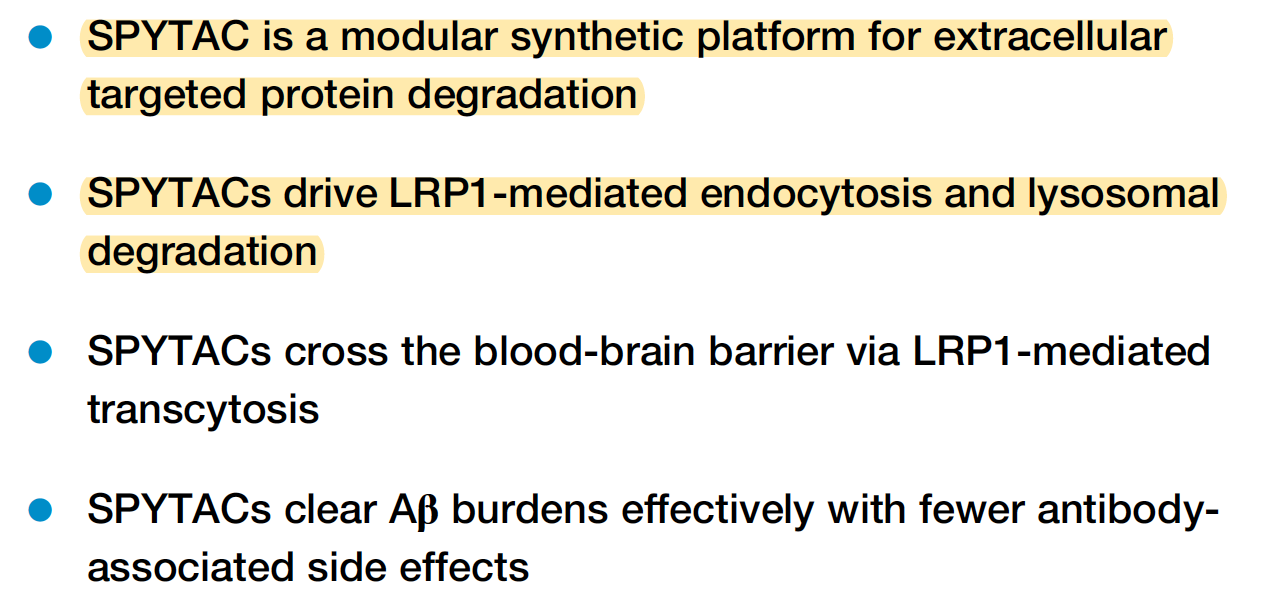 SPYTAC is a modular synthetic platform for extracellular
targeted protein degradation
SPYTACs drive LRP1-mediated endocytosis and lysosomal
degradation
SPYTACs cross the blood-brain barrier via LRP1-mediated
transcytosis
SPYTACs clear Aβ burdens effectively with fewer antibody-
associated side effects